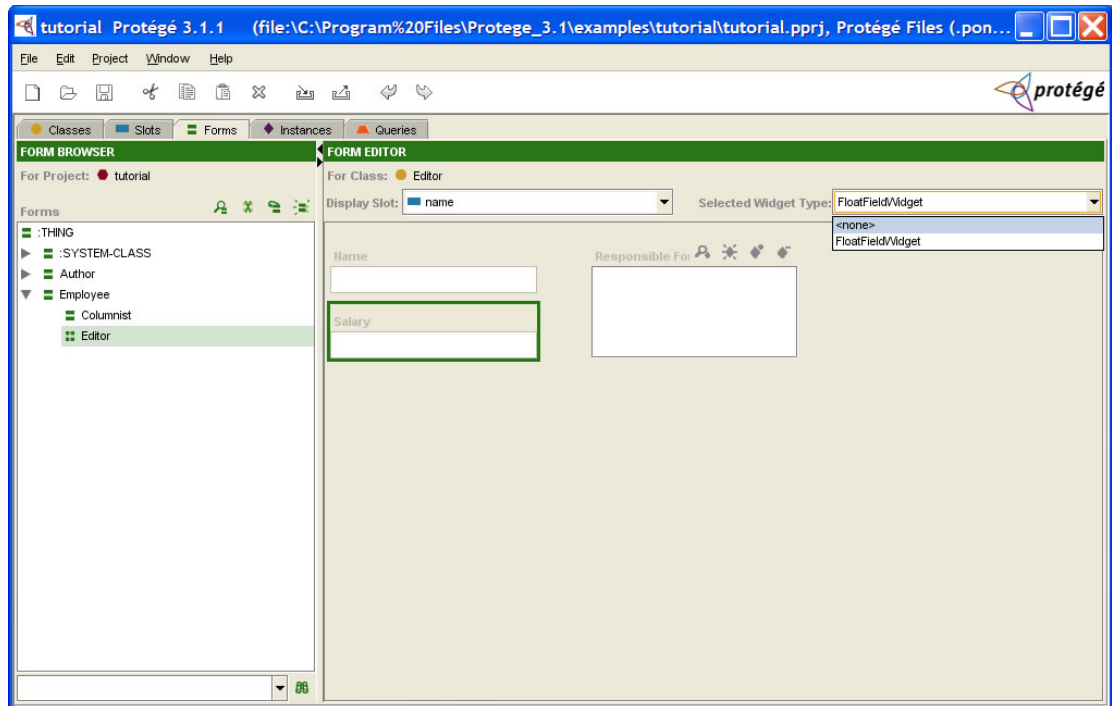 tutorial Protégé 3.1.1 (file:\C:\Program%20Files\Protege_3.1\examples\tutorial\tutorial.pprj, Protégé Files (.pon...
File Edit Project Window Help
protégé
Classes Slots Forms Instances Queries
FORM BROWSER
For Project: tutorial
Forms
:THING
:SYSTEM-CLASS
Author
Employee
Columnist
Editor
FORM EDITOR
For Class: Editor
Display Slot: name Selected Widget Type: FloatFieldWidget
<none>
FloatFieldWidget
Name
Responsible For
Salary